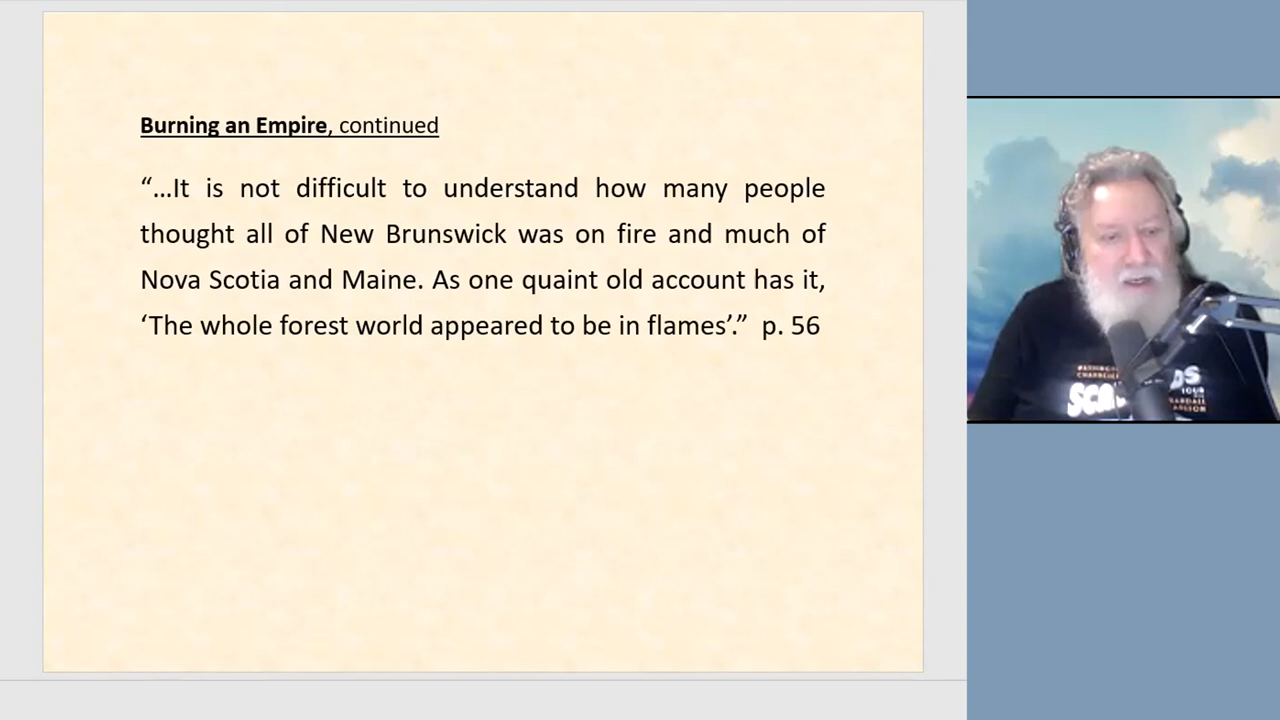 Burning an Empire, continued
“...It is not difficult to understand how many people
thought all of New Brunswick was on fire and much of
Nova Scotia and Maine. As one quaint old account has it,
‘The whole forest world appeared to be in flames’.” p. 56